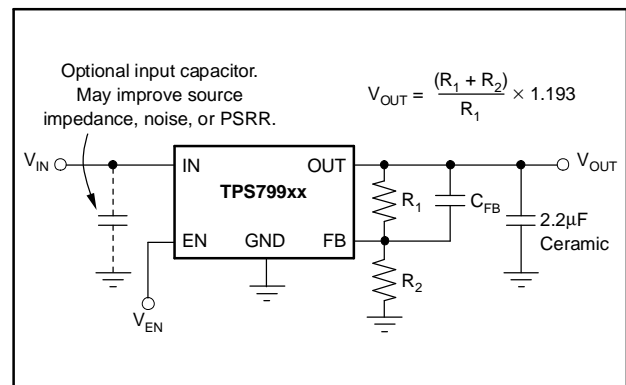 Optional input capacitor.
May improve source
impedance, noise, or PSRR.
V_OUT = (R_1 + R_2) / R_1 × 1.193
V_IN
IN
OUT
V_OUT
TPS799xx
R_1
C_FB
2.2μF
Ceramic
EN
GND
FB
R_2
V_EN